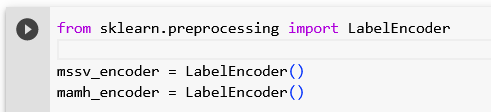 from sklearn.preprocessing import LabelEncoder
mssv_encoder = LabelEncoder()
mamh_encoder = LabelEncoder()